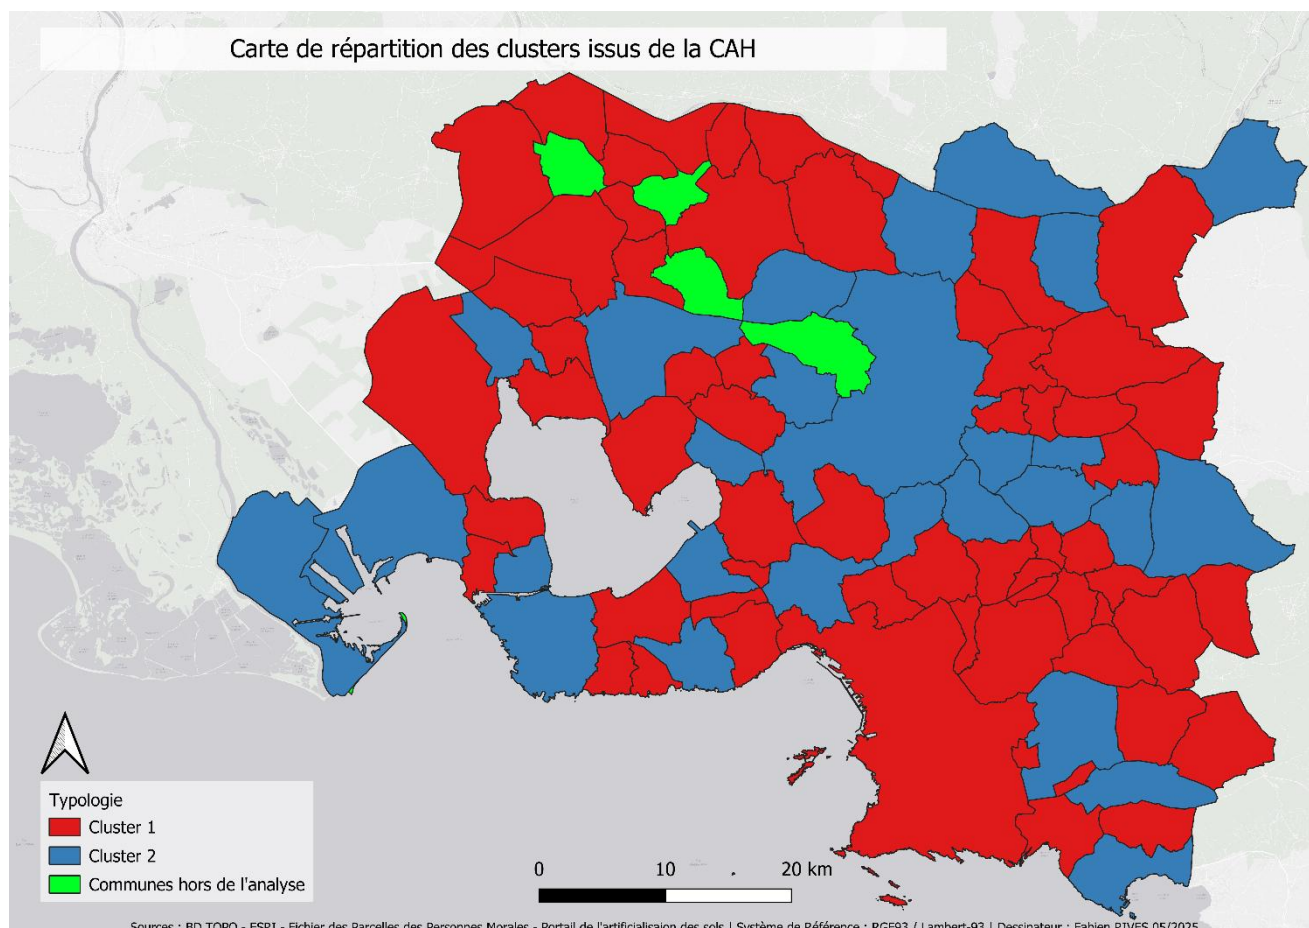 Carte de répartition des clusters issus de la CAH
Typologie
Cluster 1
Cluster 2
Communes hors de l'analyse
0 10 20 km
Sources : BD TOPO - ESRI - Fichier des Parcelles des Personnes Morales - Portail de l'artificialisaion des sols | Système de Référence : RGF93 / Lambert-93 | Dessinateur : Fabien RIVES 05/2025